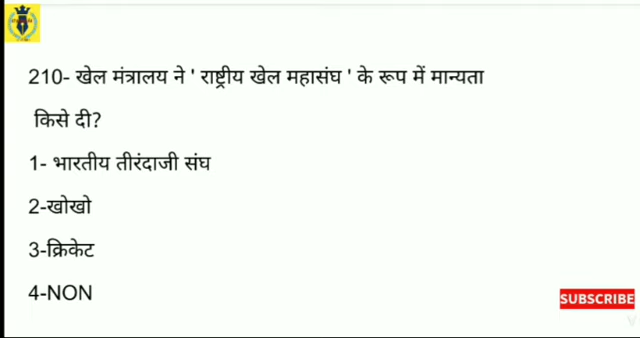 210- खेल मंत्रालय ने ' राष्ट्रीय खेल महासंघ ' के रूप में मान्यता
किसे दी?
1- भारतीय तीरंदाजी संघ
2-खोखो
3-क्रिकेट
4-NON
SUBSCRIBE